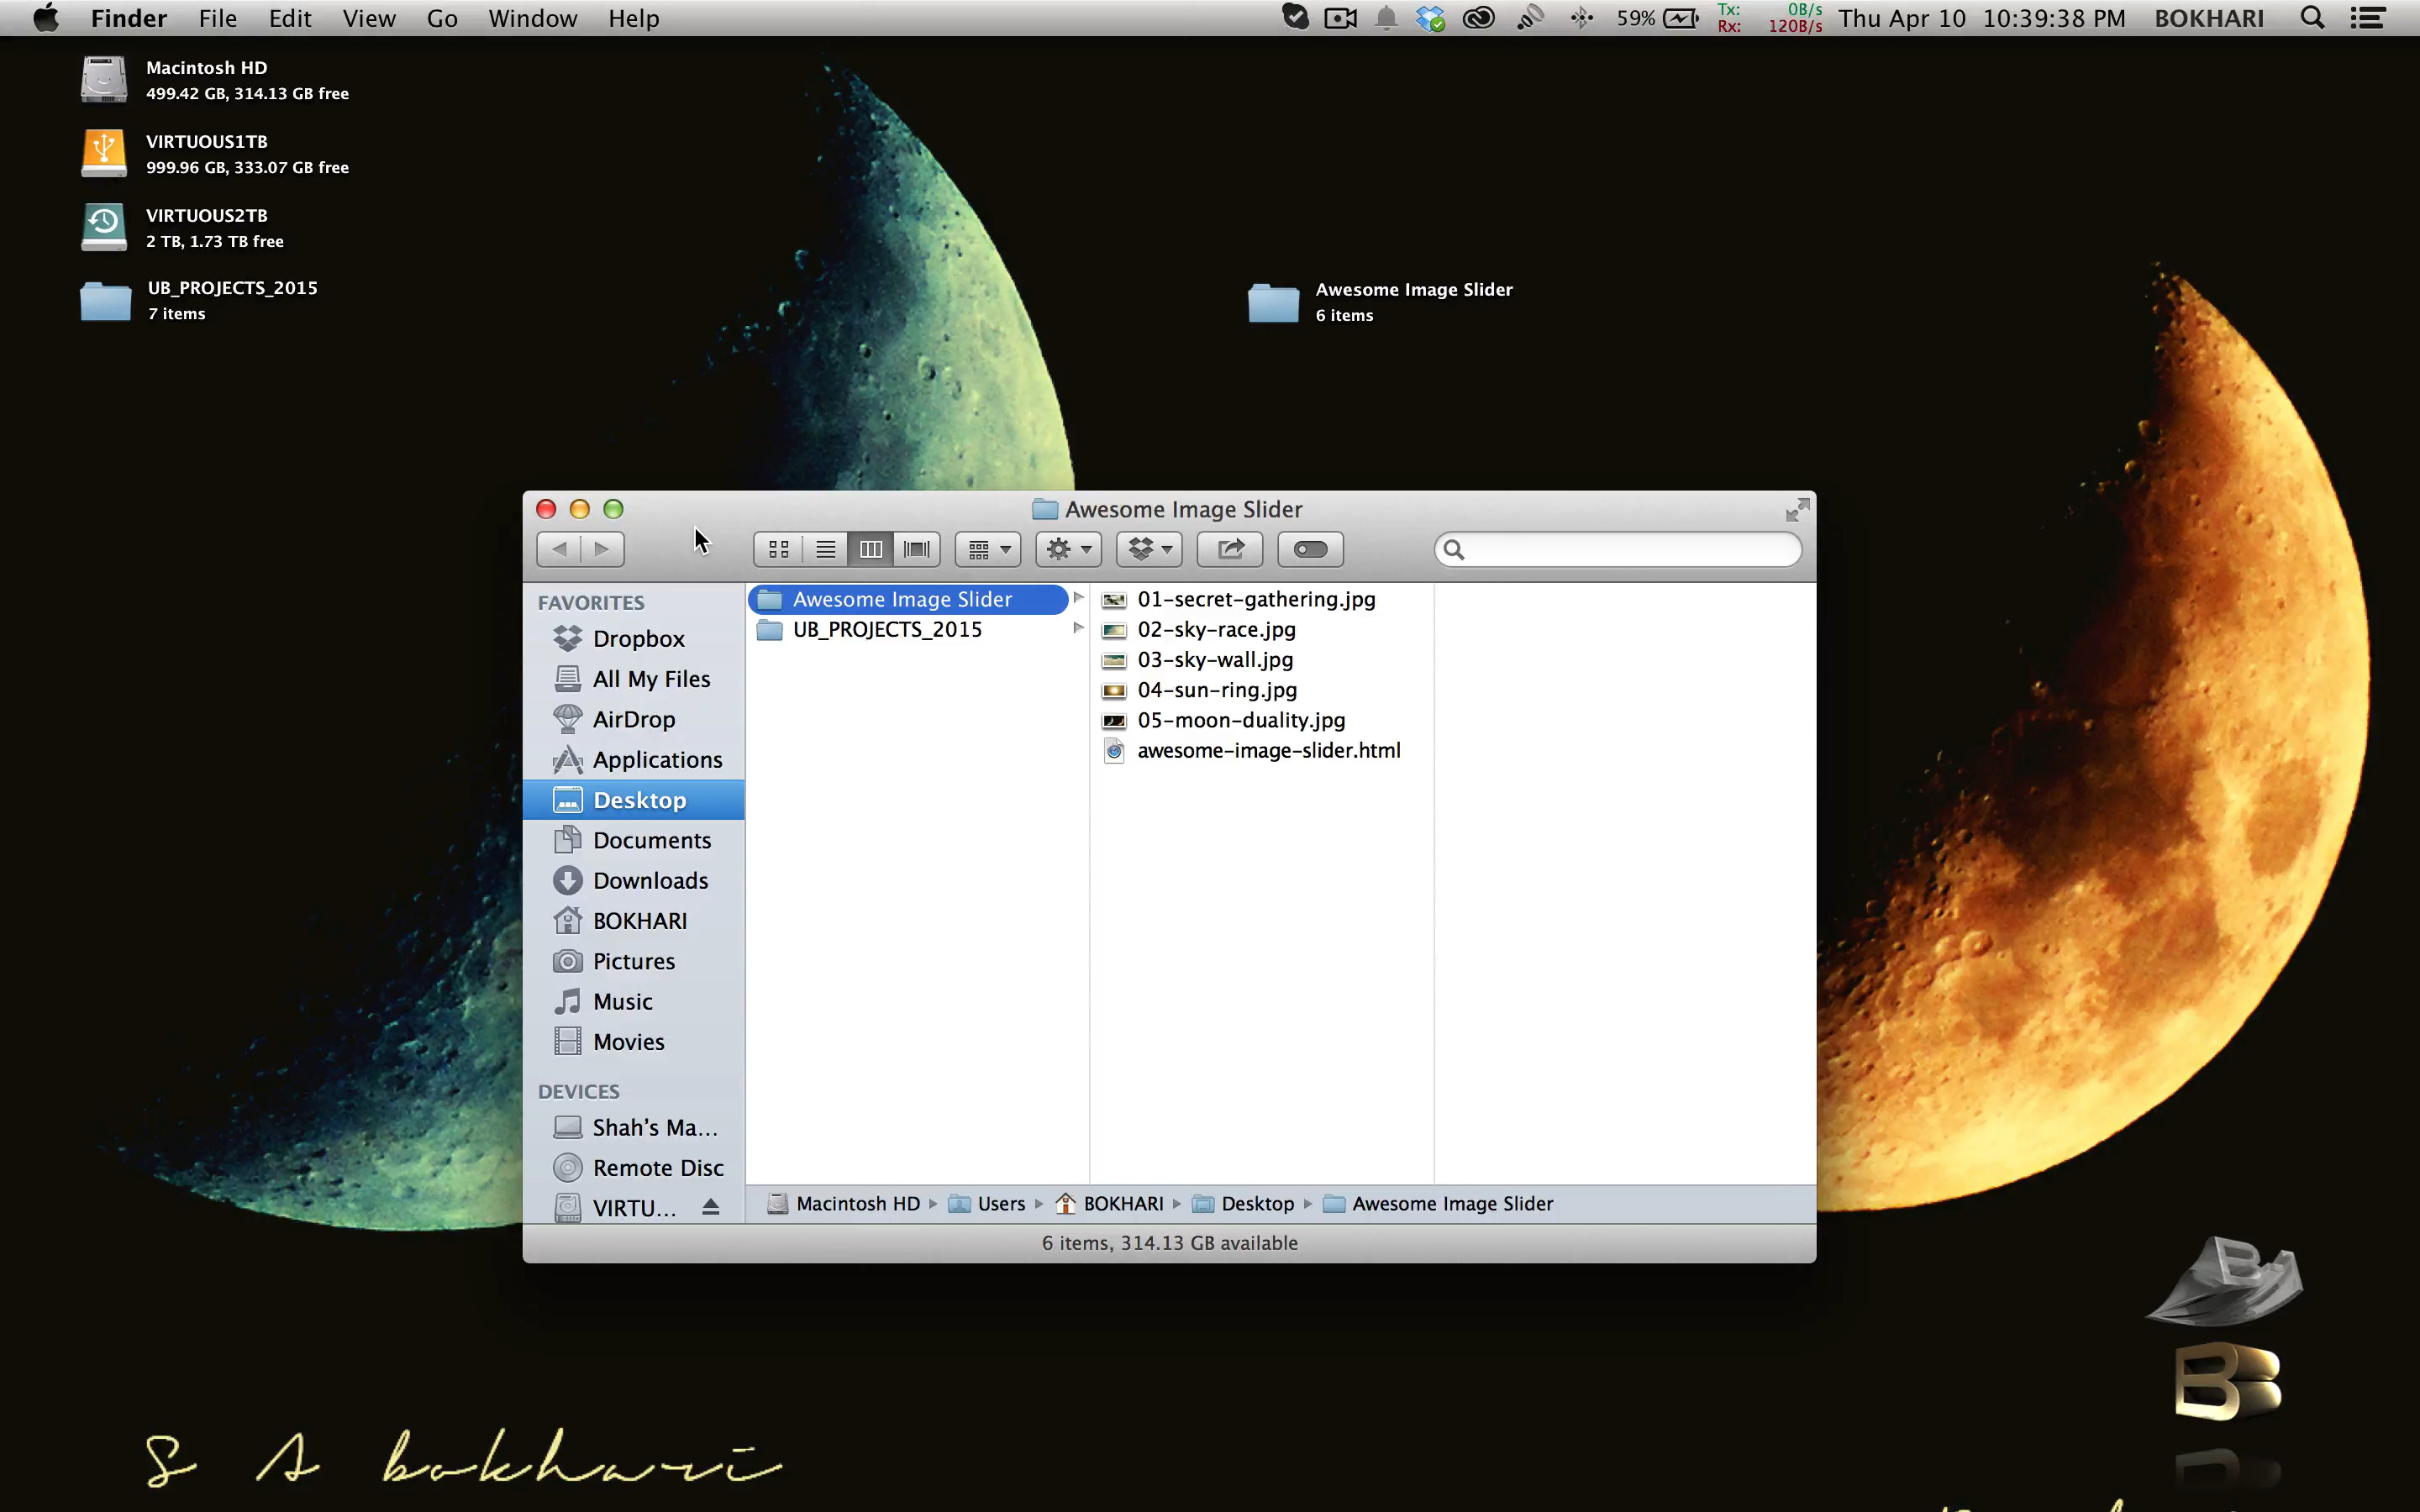 Finder File Edit View Go Window Help 59% Tx: 0B/s Rx: 120B/s Thu Apr 10 10:39:38 PM BOKHARI
Macintosh HD
499.42 GB, 314.13 GB free
VIRTUOUS1TB
999.96 GB, 333.07 GB free
VIRTUOUS2TB
2 TB, 1.73 TB free
UB_PROJECTS_2015
7 items
Awesome Image Slider
6 items
Awesome Image Slider
FAVORITES
Dropbox
All My Files
AirDrop
Applications
Desktop
Documents
Downloads
BOKHARI
Pictures
Music
Movies
DEVICES
Shah's Ma...
Remote Disc
VIRTU...
Awesome Image Slider
UB_PROJECTS_2015
01-secret-gathering.jpg
02-sky-race.jpg
03-sky-wall.jpg
04-sun-ring.jpg
05-moon-duality.jpg
awesome-image-slider.html
Macintosh HD Users BOKHARI Desktop Awesome Image Slider
6 items, 314.13 GB available
S A bokhari
B
B